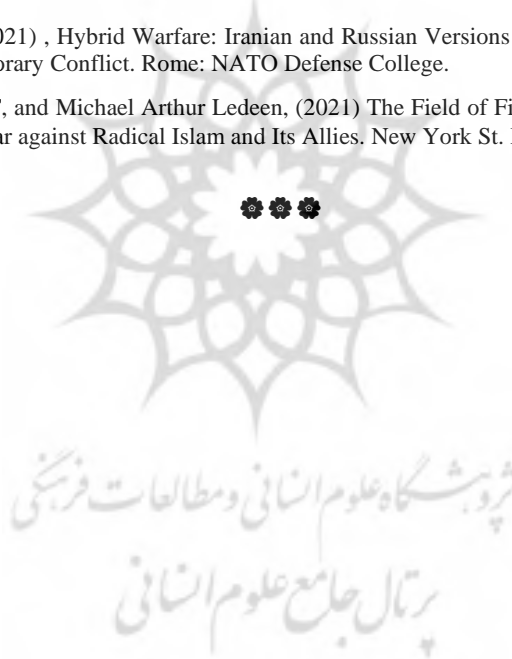 021) , Hybrid Warfare: Iranian and Russian Versions
orary Conflict. Rome: NATO Defense College.
, and Michael Arthur Ledeen, (2021) The Field of Fi
ar against Radical Islam and Its Allies. New York St.
پژوهشگاه علوم انسانی و مطالعات فرهنگی
پرتال جامع علوم انسانی